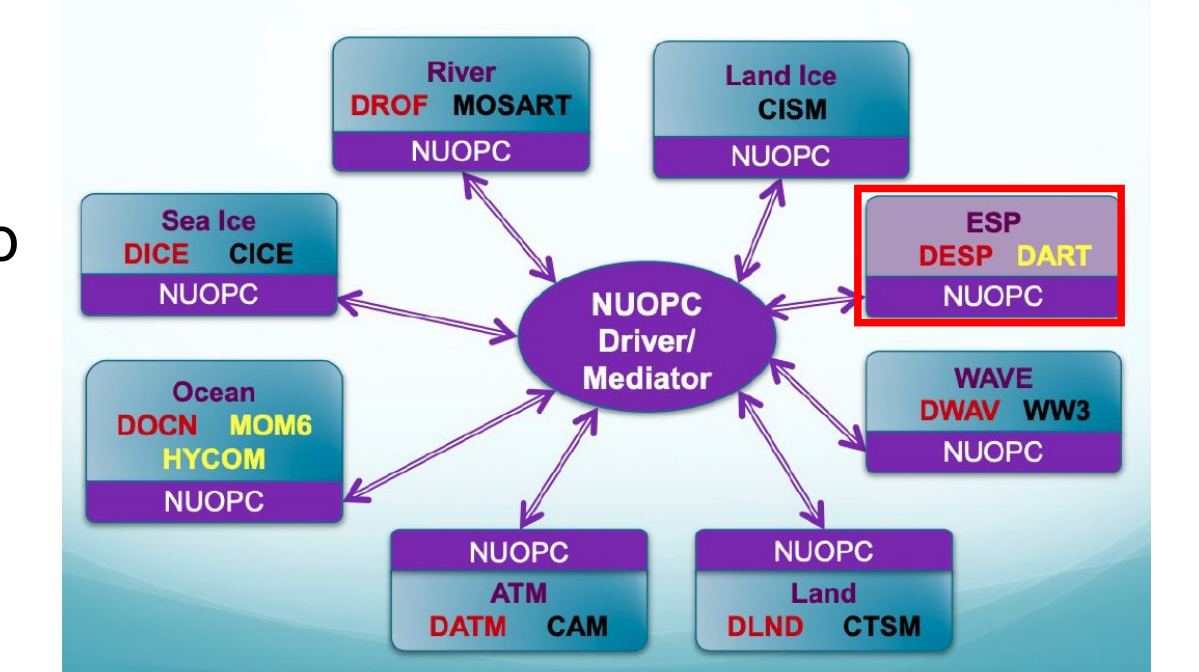 River
DROF MOSART
NUOPC
Land Ice
CISM
NUOPC
Sea Ice
DICE CICE
NUOPC
ESP
DESP DART
NUOPC
NUOPC
Driver/
Mediator
Ocean
DOCN MOM6
HYCOM
NUOPC
WAVE
DWAV WW3
NUOPC
NUOPC
ATM
DATM CAM
NUOPC
Land
DLND CTSM